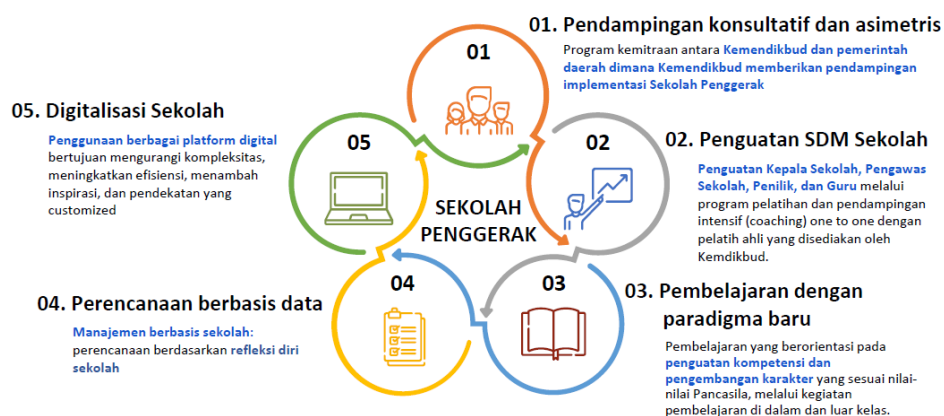 01. Pendampingan konsultatif dan asimetris
Program kemitraan antara Kemendikbud dan pemerintah
daerah dimana Kemendikbud memberikan pendampingan
implementasi Sekolah Penggerak
02. Penguatan SDM Sekolah
Penguatan Kepala Sekolah, Pengawas
Sekolah, Penilik, dan Guru melalui
program pelatihan dan pendampingan
intensif (coaching) one to one dengan
pelatih ahli yang disediakan oleh
Kemdikbud.
03. Pembelajaran dengan
paradigma baru
Pembelajaran yang berorientasi pada
penguatan kompetensi dan
pengembangan karakter yang sesuai nilai-
nilai Pancasila, melalui kegiatan
pembelajaran di dalam dan luar kelas.
04. Perencanaan berbasis data
Manajemen berbasis sekolah:
perencanaan berdasarkan refleksi diri
sekolah
05. Digitalisasi Sekolah
Penggunaan berbagai platform digital
bertujuan mengurangi kompleksitas,
meningkatkan efisiensi, menambah
inspirasi, dan pendekatan yang
customized
01
02
03
04
05
SEKOLAH
PENGGERAK